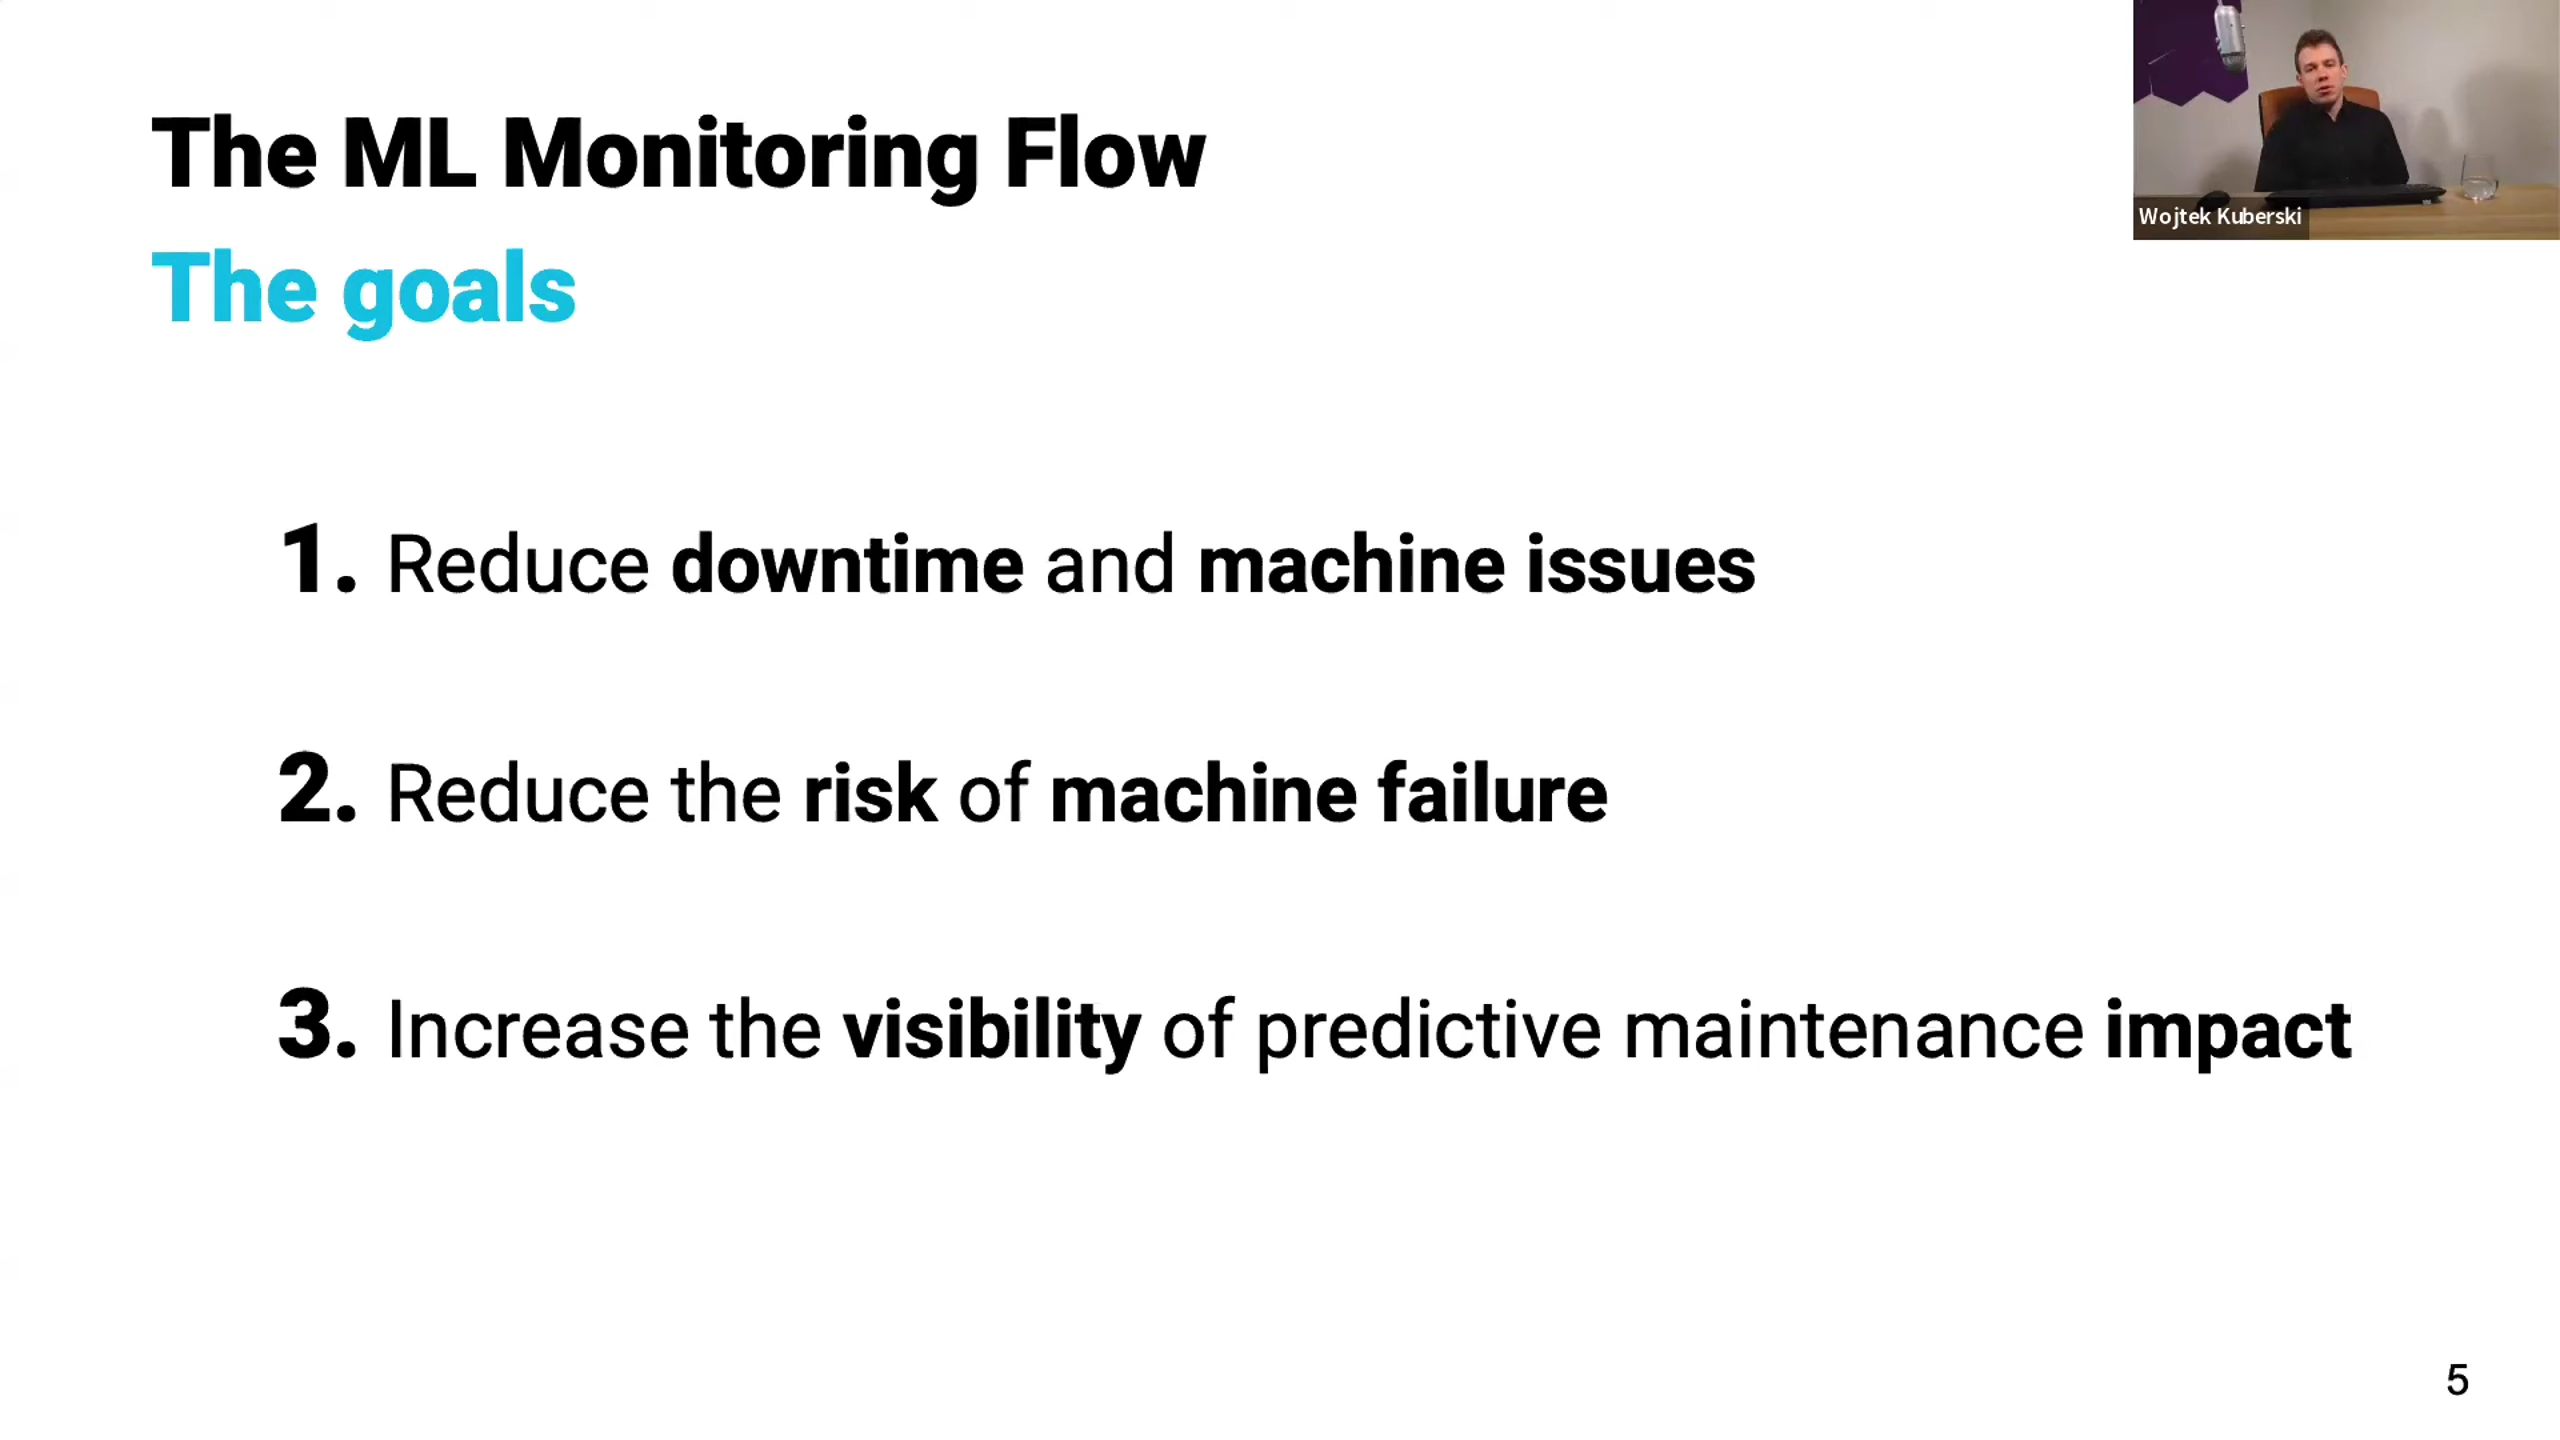 The ML Monitoring Flow
The goals
Wojtek Kuberski
1. Reduce downtime and machine issues
2. Reduce the risk of machine failure
3. Increase the visibility of predictive maintenance impact
5